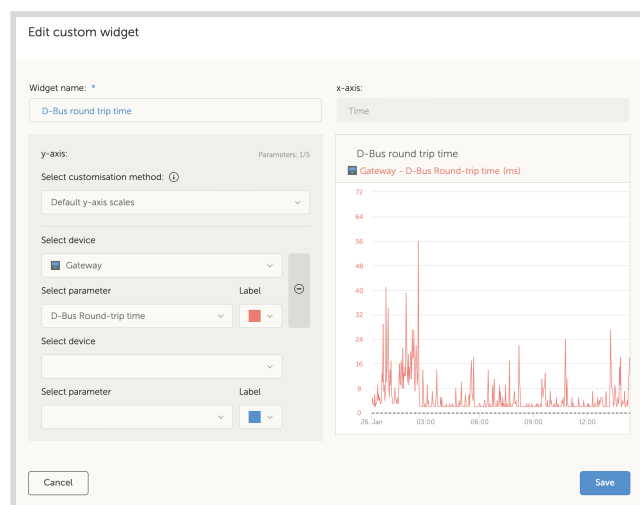 Edit custom widget
Widget name: *
x-axis:
D-Bus round trip time
Time
y-axis:
Parameters: 1/5
Select customisation method:
Default y-axis scales
Select device
Gateway
Select parameter
Label
D-Bus Round-trip time
Select device
Select parameter
Label
D-Bus round trip time
Gateway - D-Bus Round-trip time (ms)
72
64
56
48
40
32
24
16
8
0
26. Jan 03:00 06:00 09:00 12:00
Cancel
Save